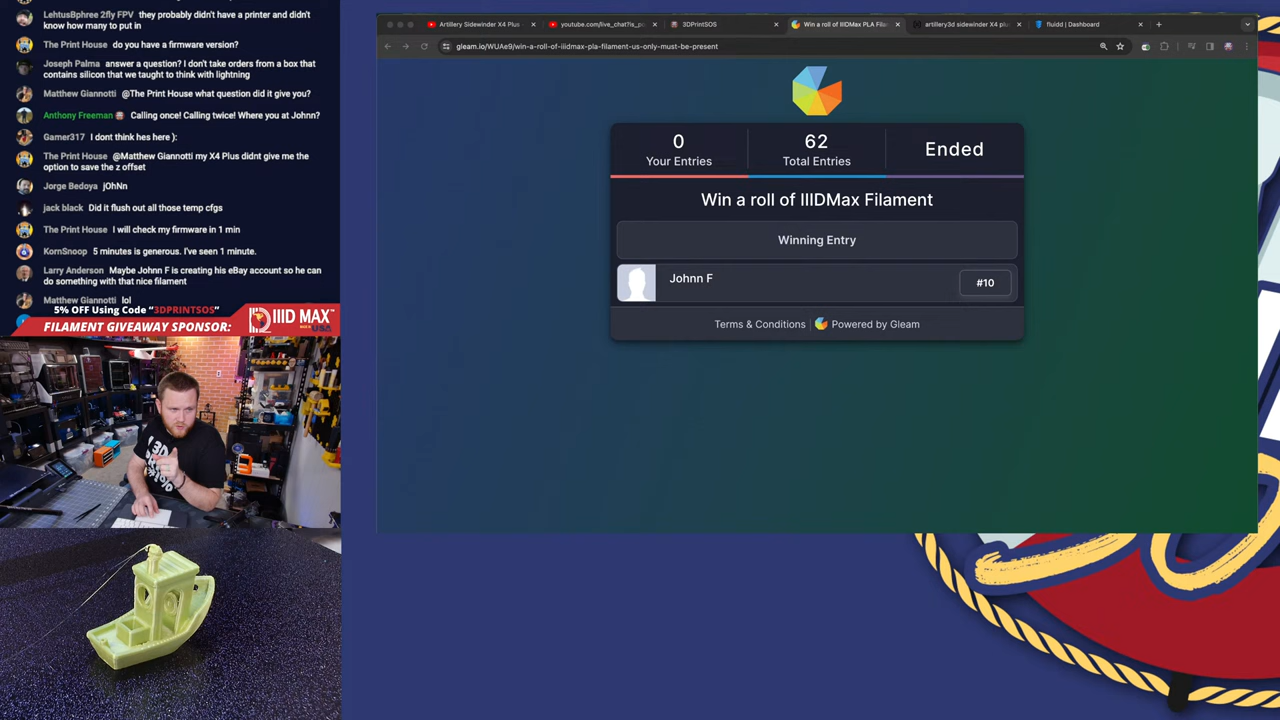 LehtusBphree 2fly FPV they probably didn't have a printer and didn't
know how many to put in
The Print House do you have a firmware version?
Joseph Palma answer a question? I don't take orders from a box that
contains silicon that we taught to think with lightning
Matthew Giannotti @The Print House what question did it give you?
Anthony Freeman Calling once! Calling twice! Where you at Johnn?
Gamer317 I dont think hes here ):
The Print House @Matthew Giannotti my X4 Plus didnt give me the
option to save the z offset
Jorge Bedoya jOhNn
jack black Did it flush out all those temp cfgs
The Print House I will check my firmware in 1 min
KornSnoop 5 minutes is generous. I've seen 1 minute.
Larry Anderson Maybe Johnn F is creating his eBay account so he can
do something with that nice filament
Matthew Giannotti lol
5% OFF Using Code "3DPRINTSOS"
FILAMENT GIVEAWAY SPONSOR:
IIID MAX
USA
Artillery Sidewinder X4 Plus
youtube.com/live_chat?is_po
3DPrintSOS
Win a roll of IIIDMax PLA Filam
artillery3d sidewinder x4 plus
fluidd | Dashboard
gleam.io/WUAe9/win-a-roll-of-iiidmax-pla-filament-us-only-must-be-present
0
Your Entries
62
Total Entries
Ended
Win a roll of IIIDMax Filament
Winning Entry
Johnn F
#10
Terms & Conditions
Powered by Gleam